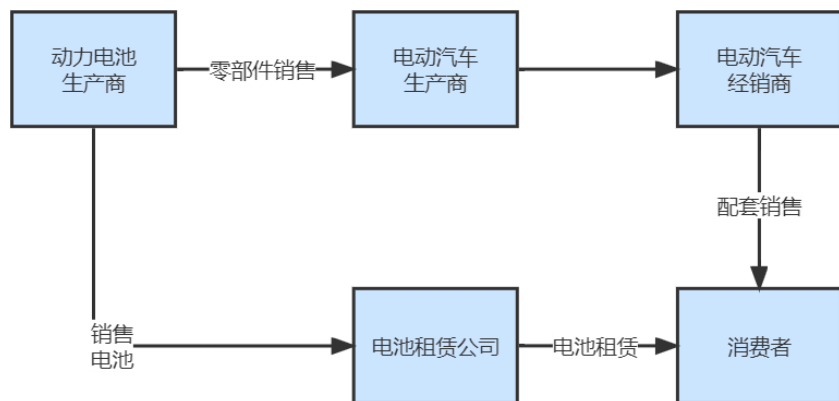 动力电池
生产商
零部件销售
电动汽车
生产商
电动汽车
经销商
配套销售
销售
电池
电池租赁公司
电池租赁
消费者